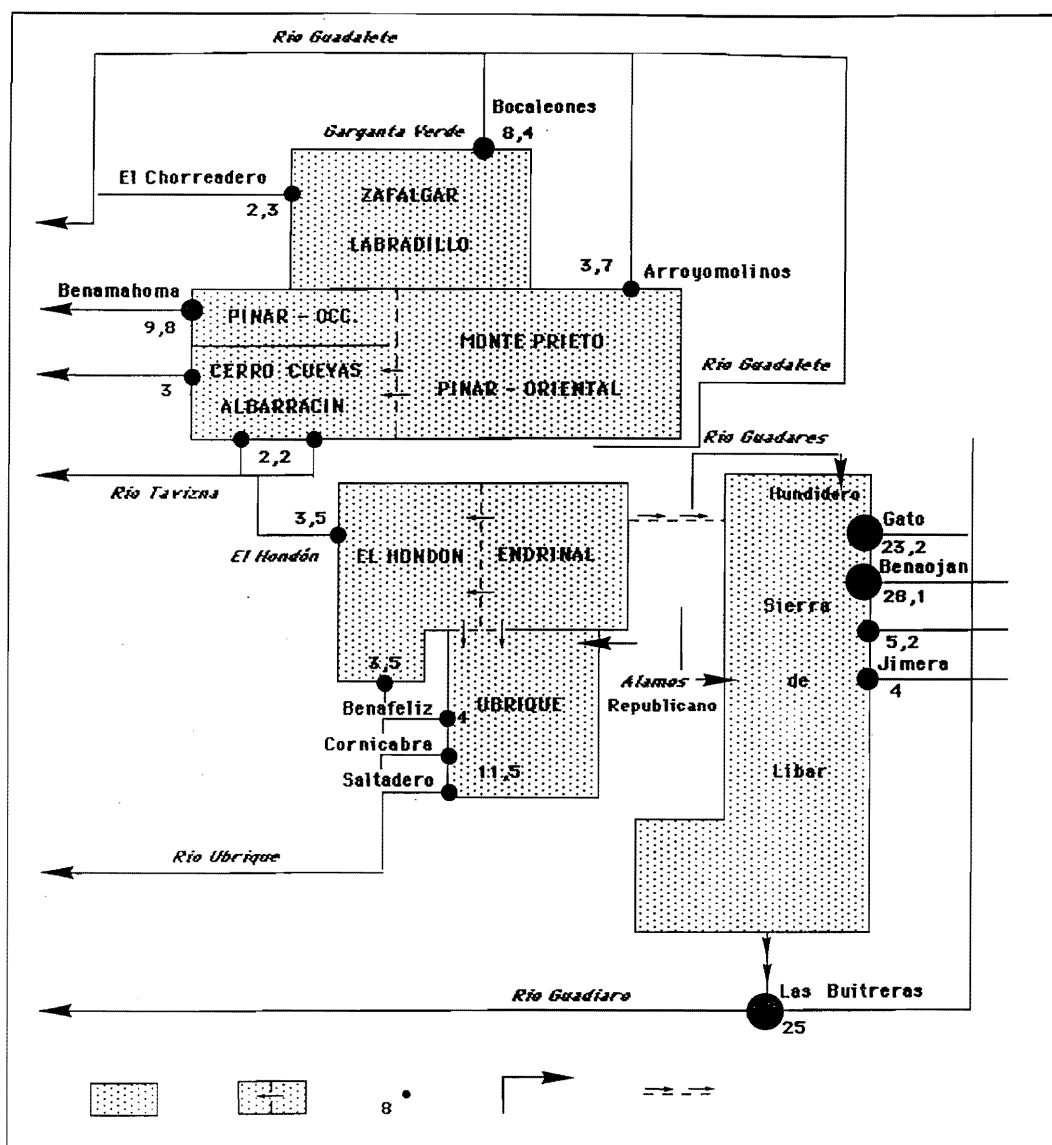 Río Guadalete
Bocaleones
Garganta Verde
8,4
El Chorreadero
2,3
ZAFALGAR
LABRADILLO
3,7
Arroyomolinos
Benamahoma
9,8
PINAR - OCC.
MONTE PRIETO
PINAR - ORIENTAL
3
CERRO CUEYAS
ALBARRACIN
Río Guadalete
Río Guadares
2,2
Río Tavizna
Hundidero
3,5
El Hondón
EL HONDON
ENDRINAL
Gato
23,2
Benaojan
28,1
Sierra
5,2
Jimera
4
de
Alamos
Republicano
3,5
UBRIQUE
Benafeliz
4
Cornicabra
Saltadero
11,5
Libar
Río Ubrique
Río Guadiaro
Las Buitreras
25
8